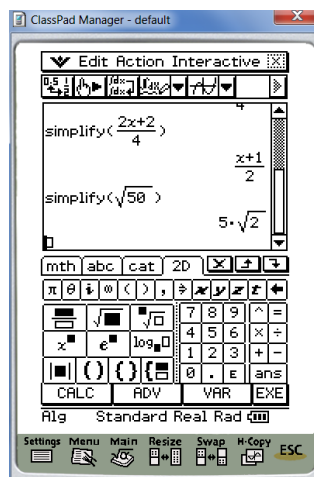 ClassPad Manager - default
Edit Action Interactive
4
simplify((2x+2)/4)
(x+1)/2
simplify(√50)
5·√2
mth abc cat 2D
π θ i ∞ ( ) , ⇒ x y z t ←
7 8 9 ^ =
4 5 6 × ÷
1 2 3 + -
0 . E ans
x■ e■ log■□
CALC ADV VAR EXE
Alg Standard Real Rad
Settings Menu Main Resize Swap H-Copy ESC